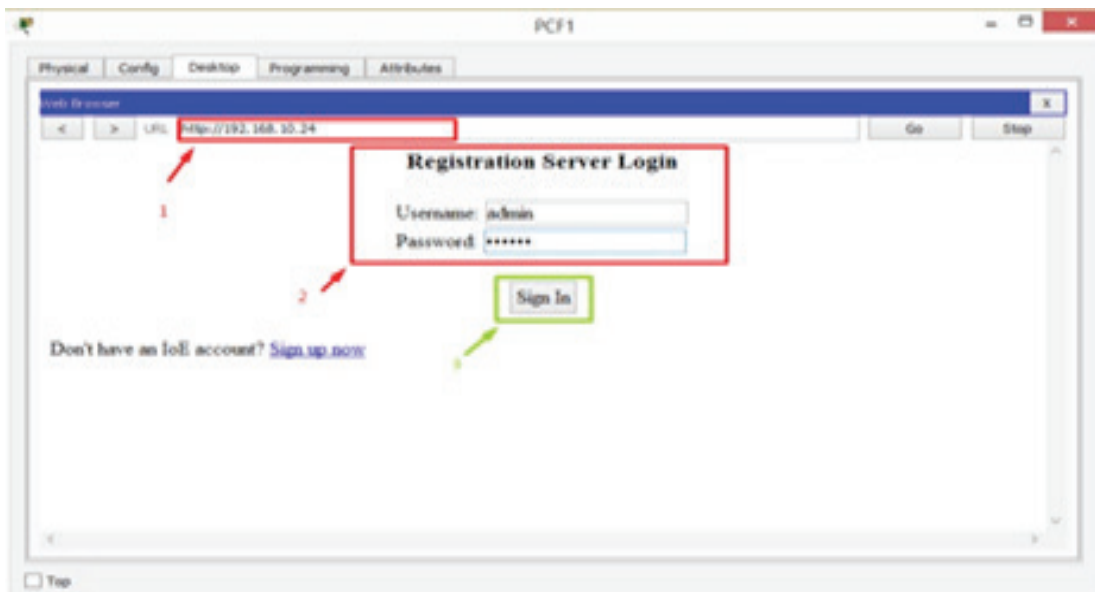 PCF1
Physical Config Desktop Programming Attributes
Web Browser X
< > URL http://192.168.10.24 Go Stop
Registration Server Login
1
Username: admin
Password: ••••••
2
Sign In
Don't have an IoE account? Sign up now
3
Top